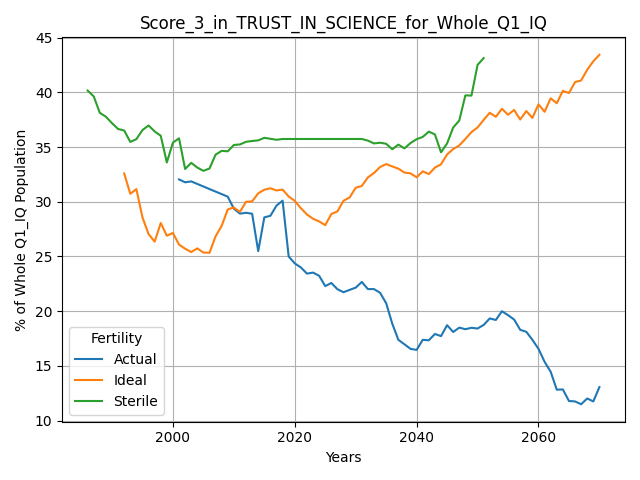 Score_3_in_TRUST_IN_SCIENCE_for_Whole_Q1_IQ
% of Whole Q1_IQ Population
45
40
35
30
25
20
15
10
Fertility
Actual
Ideal
Sterile
2000
2020
2040
2060
Years